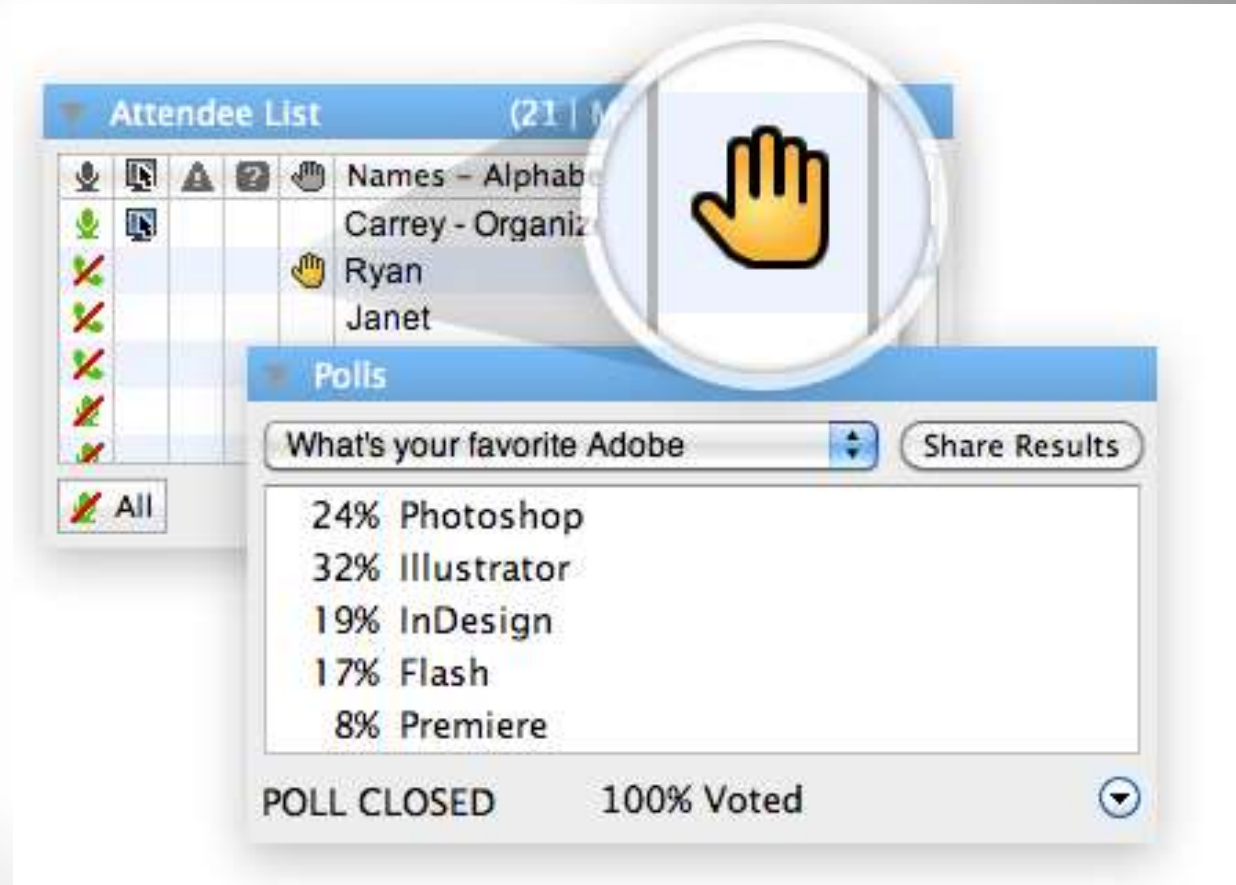 Attendee List (21 |
Names – Alphabe
Carrey - Organize
Ryan
Janet
All
Polls
What's your favorite Adobe
Share Results
24% Photoshop
32% Illustrator
19% InDesign
17% Flash
8% Premiere
POLL CLOSED 100% Voted